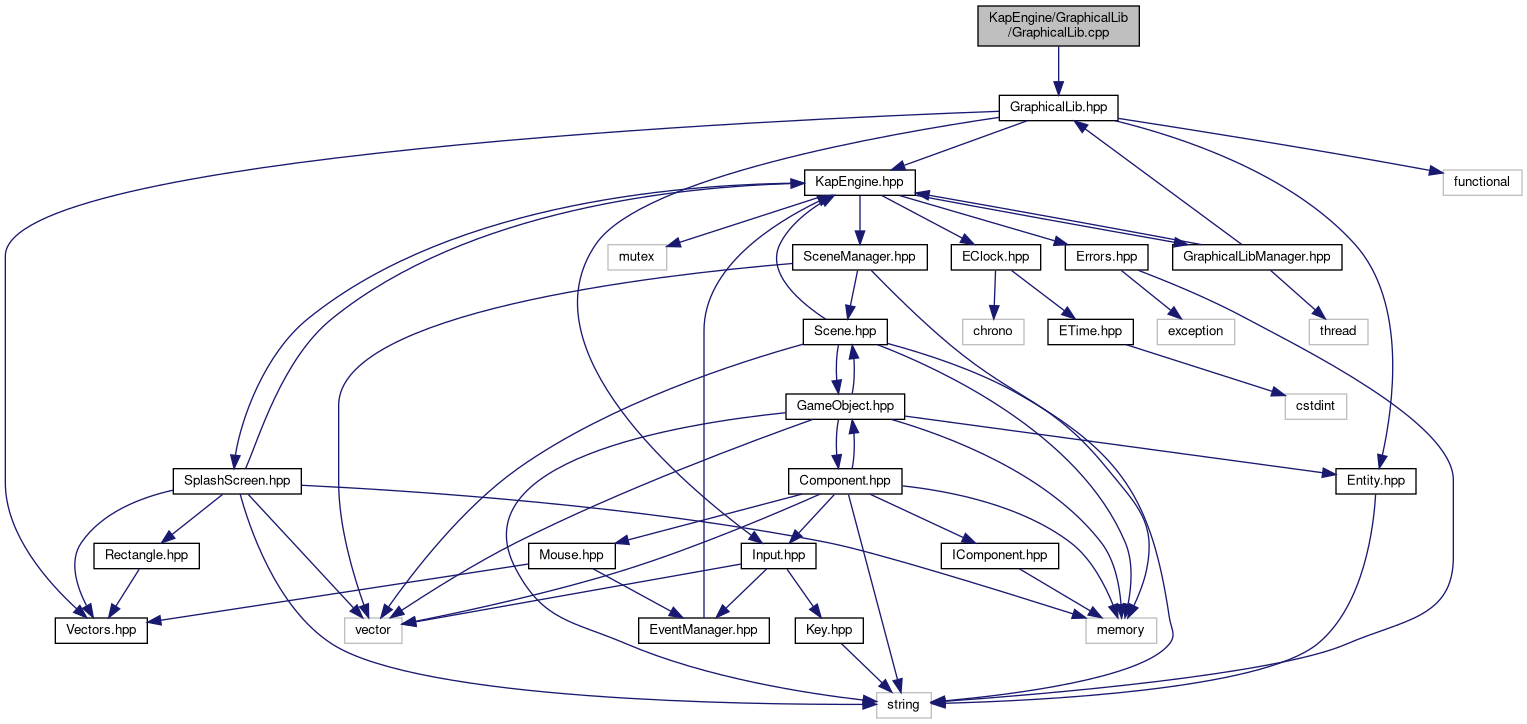 KapEngine/GraphicalLib
/GraphicalLib.cpp
GraphicalLib.hpp
KapEngine.hpp
functional
mutex
SceneManager.hpp
EClock.hpp
Errors.hpp
GraphicalLibManager.hpp
Scene.hpp
chrono
ETime.hpp
exception
thread
GameObject.hpp
cstdint
SplashScreen.hpp
Component.hpp
Entity.hpp
Rectangle.hpp
Mouse.hpp
Input.hpp
IComponent.hpp
Vectors.hpp
vector
EventManager.hpp
Key.hpp
memory
string